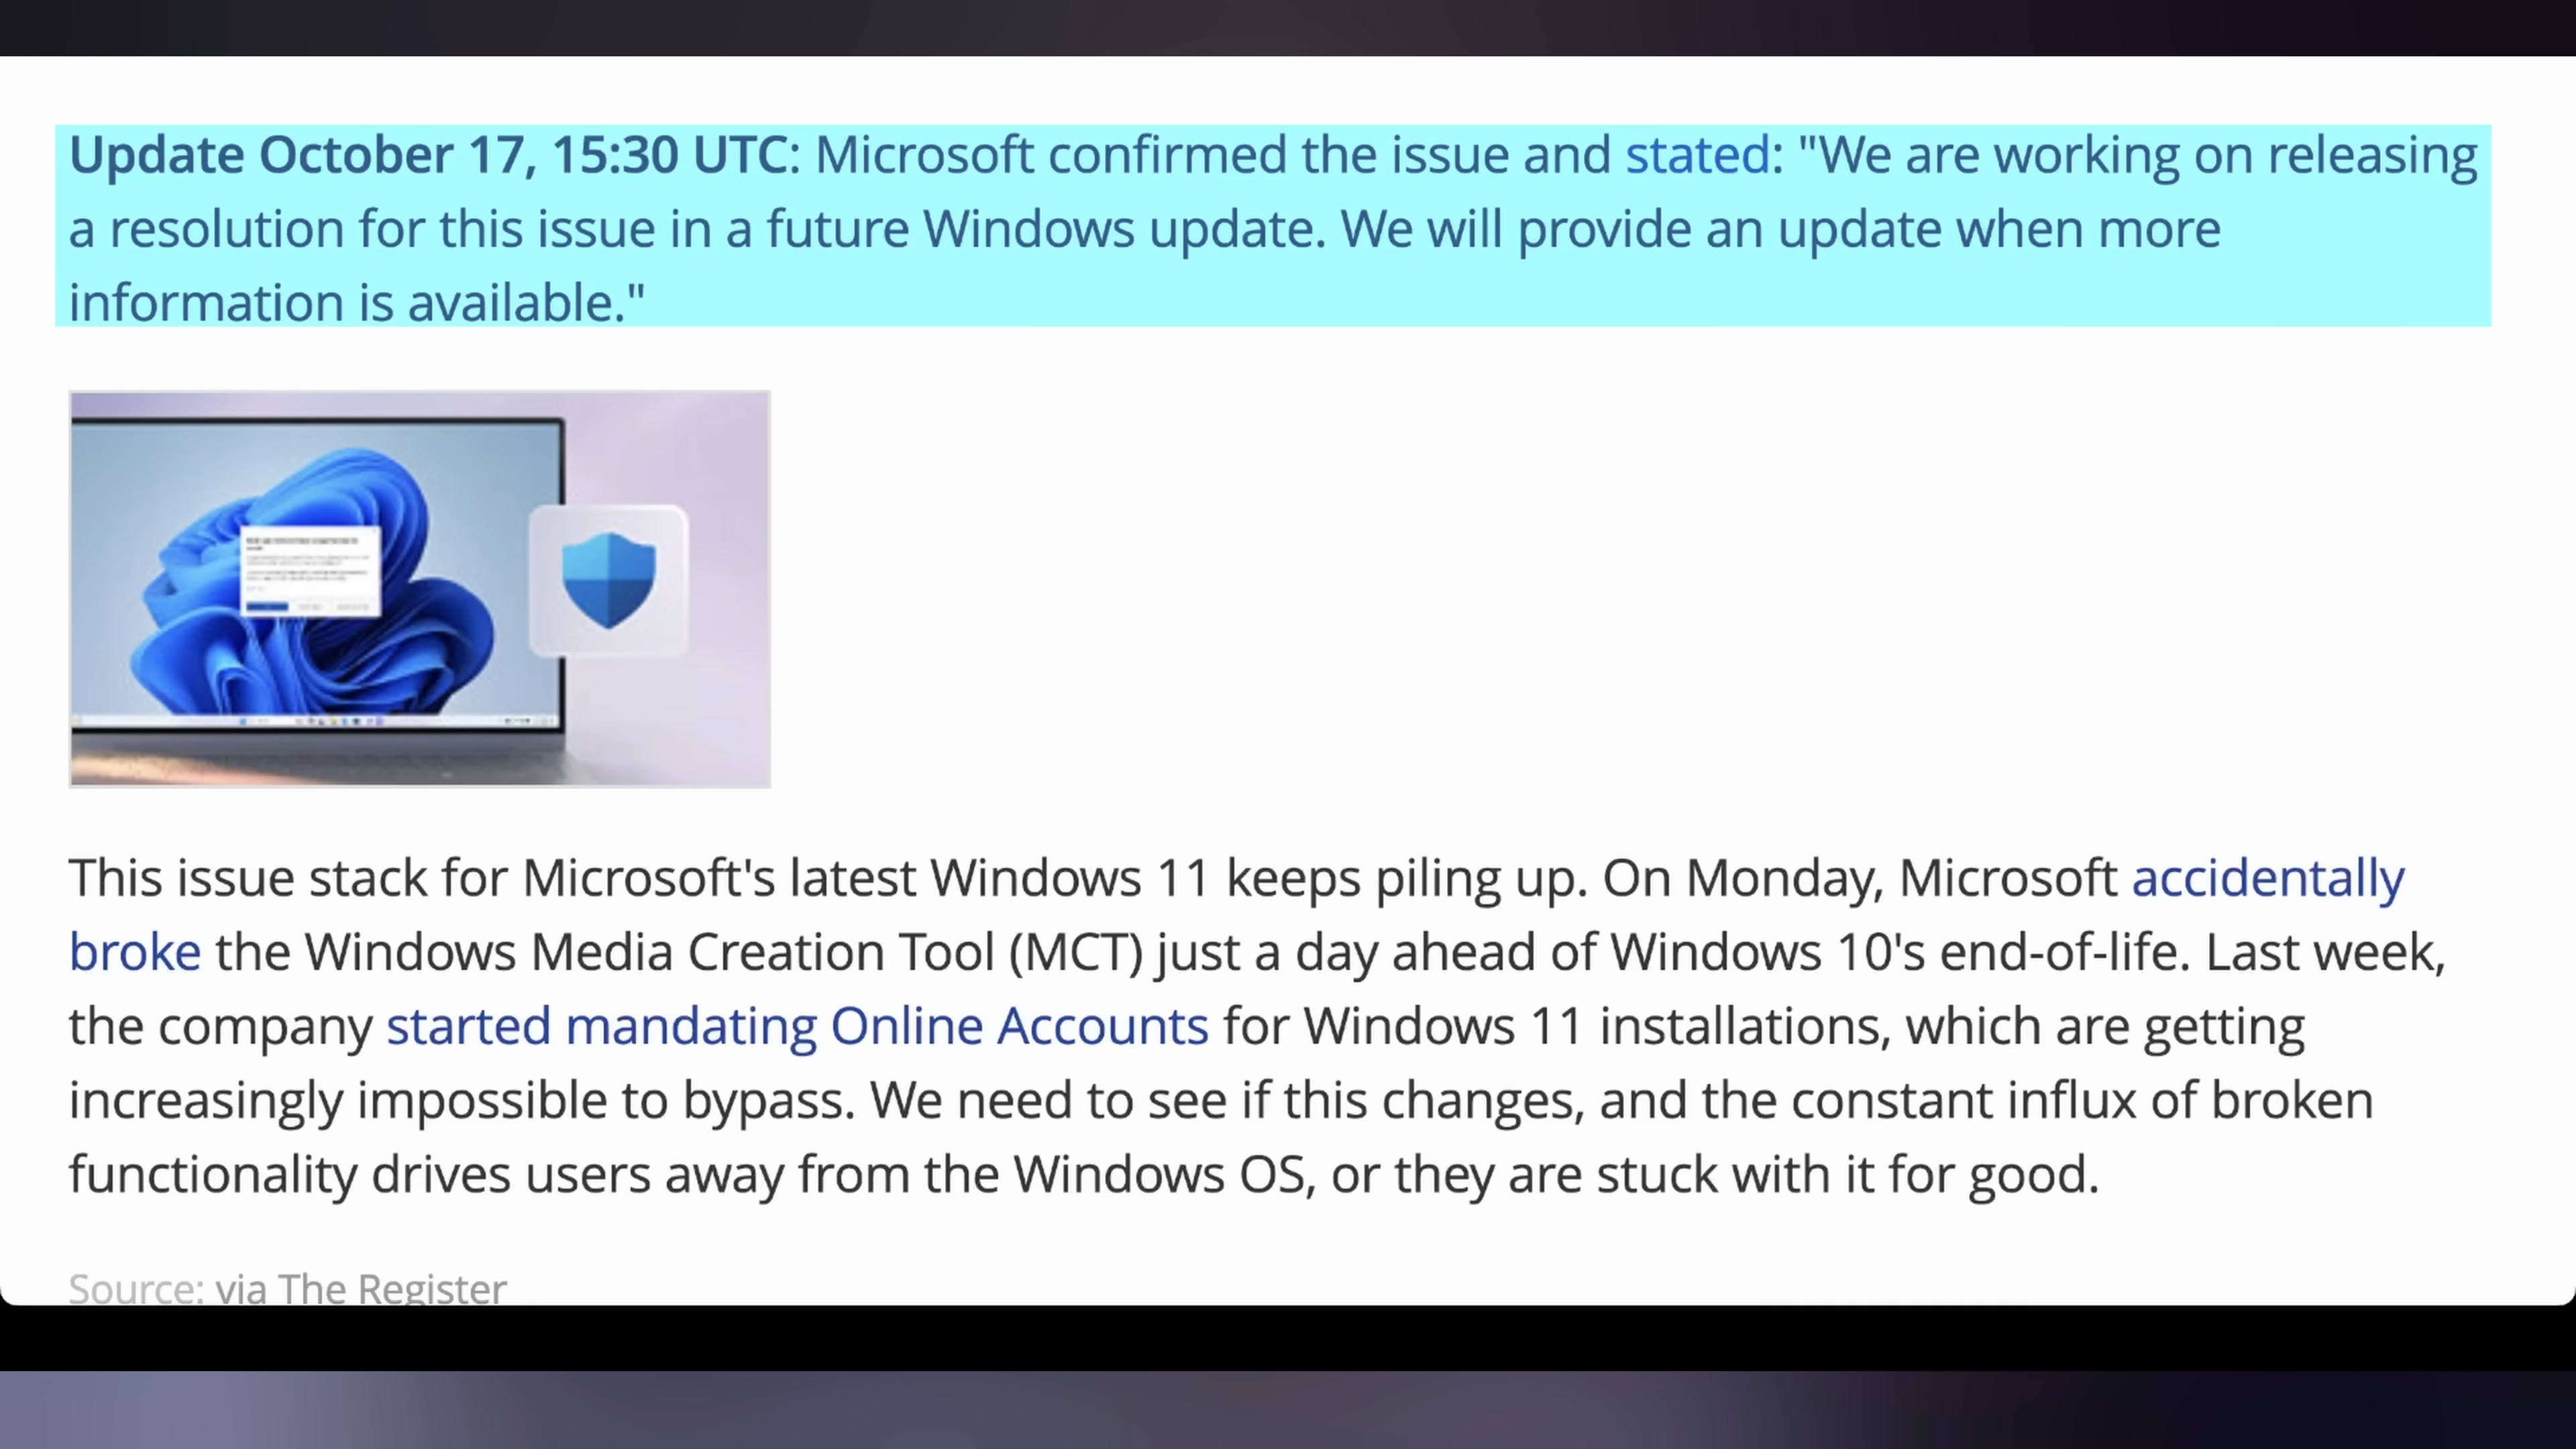 Update October 17, 15:30 UTC: Microsoft confirmed the issue and stated: "We are working on releasing
a resolution for this issue in a future Windows update. We will provide an update when more
information is available."
This issue stack for Microsoft's latest Windows 11 keeps piling up. On Monday, Microsoft accidentally
broke the Windows Media Creation Tool (MCT) just a day ahead of Windows 10's end-of-life. Last week,
the company started mandating Online Accounts for Windows 11 installations, which are getting
increasingly impossible to bypass. We need to see if this changes, and the constant influx of broken
functionality drives users away from the Windows OS, or they are stuck with it for good.
Source: via The Register